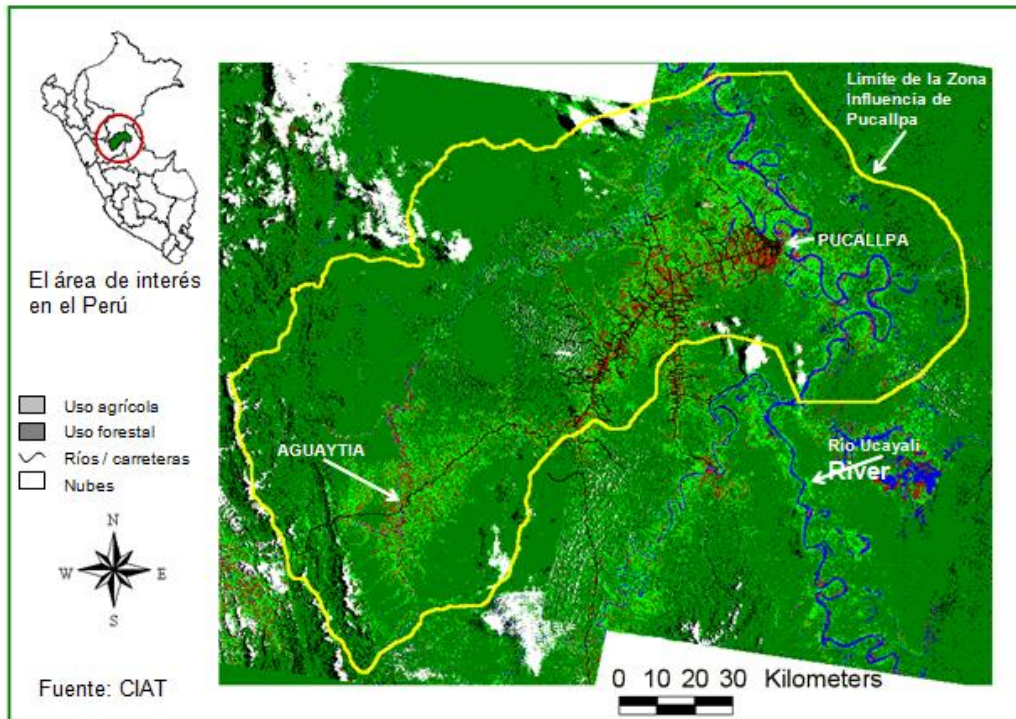 El área de interés
en el Perú
Uso agrícola
Uso forestal
Ríos / carreteras
Nubes
N
W E
S
Fuente: CIAT
Limite de la Zona
Influencia de
Pucallpa
PUCALLPA
AGUAYTIA
Rio Ucayali
River
0 10 20 30 Kilometers